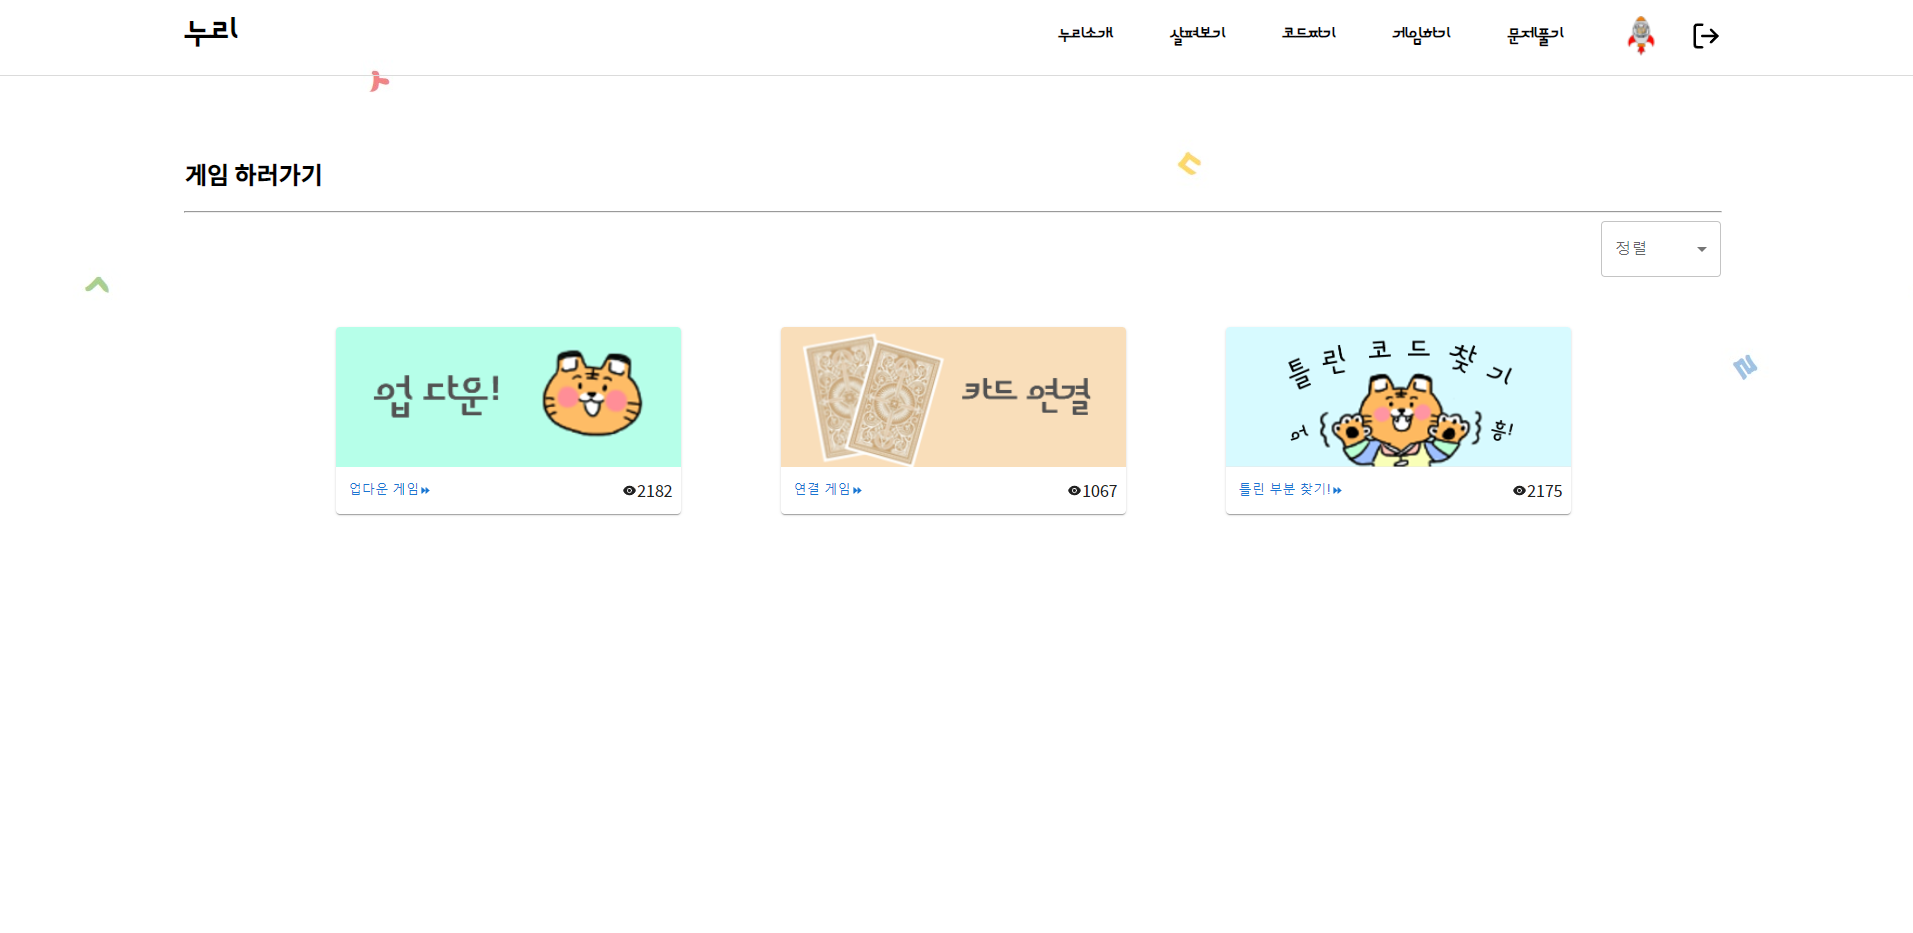 누리
누리소개 살펴보기 코드짜기 게임하기 문제풀기
게임 하러가기
정렬
업 다운!
카드 연결
틀린 코드 찾기
어 { } 흥!
업다운 게임
2182
연결 게임
1067
틀린 부분 찾기!
2175